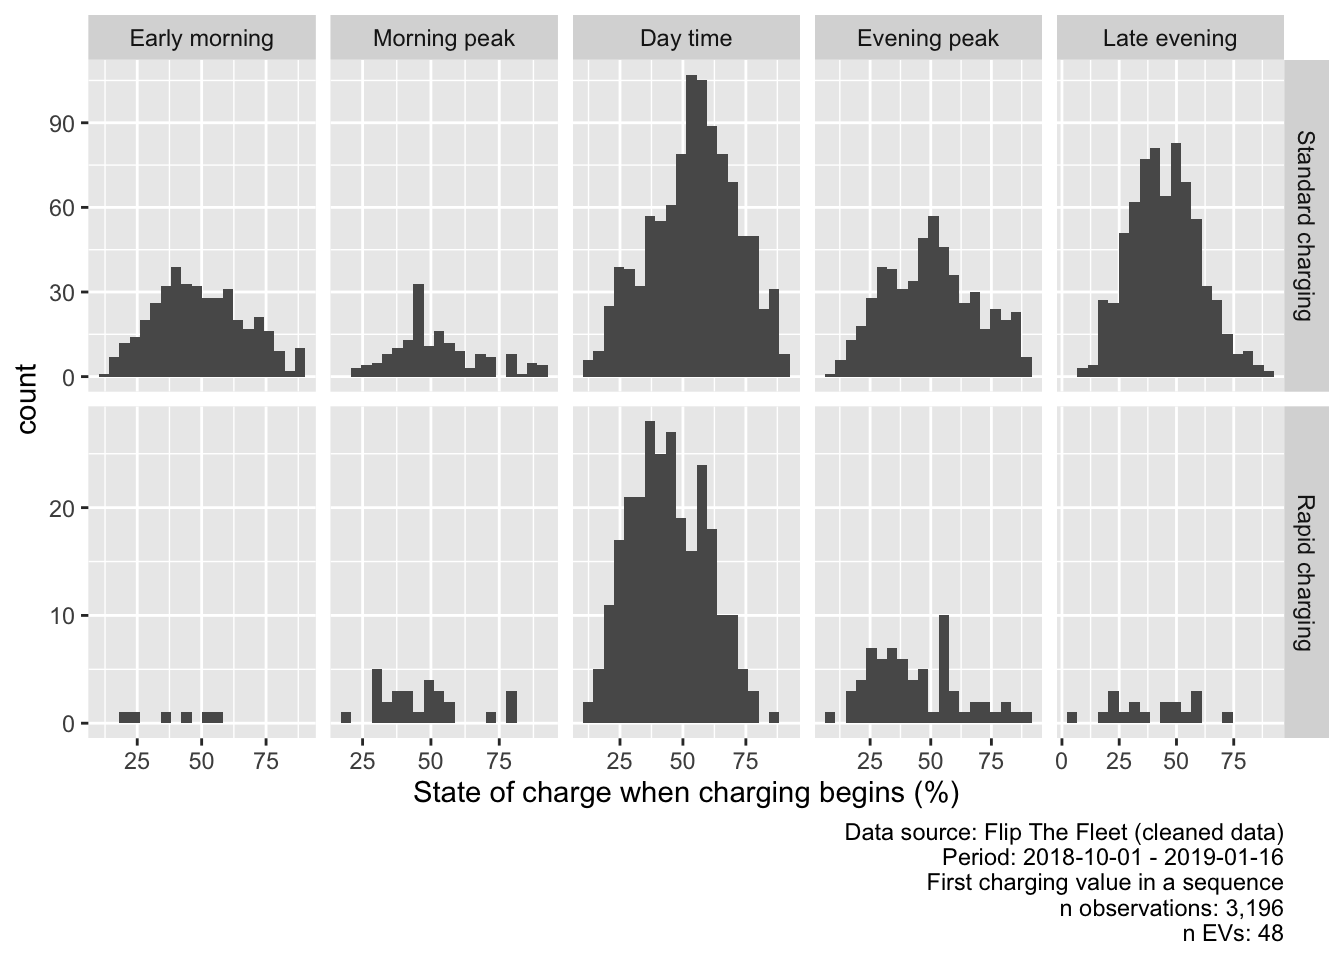 Early morning
Morning peak
Day time
Evening peak
Late evening
count
90
60
30
0
Standard charging
20
10
0
Rapid charging
25 50 75
25 50 75
25 50 75
25 50 75
0 25 50 75
State of charge when charging begins (%)
Data source: Flip The Fleet (cleaned data)
Period: 2018-10-01 - 2019-01-16
First charging value in a sequence
n observations: 3,196
n EVs: 48